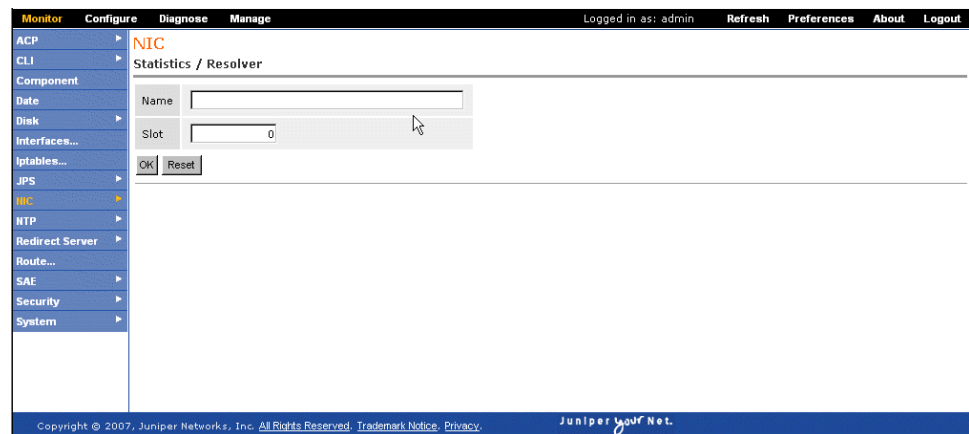 Monitor Configure Diagnose Manage Logged in as: admin Refresh Preferences About Logout
ACP
CLI
Component
Date
Disk
Interfaces...
Iptables...
JPS
NIC
NTP
Redirect Server
Route...
SAE
Security
System
NIC
Statistics / Resolver
Name
Slot 0
OK Reset
Copyright © 2007, Juniper Networks, Inc. All Rights Reserved. Trademark Notice. Privacy.
Juniper your Net.